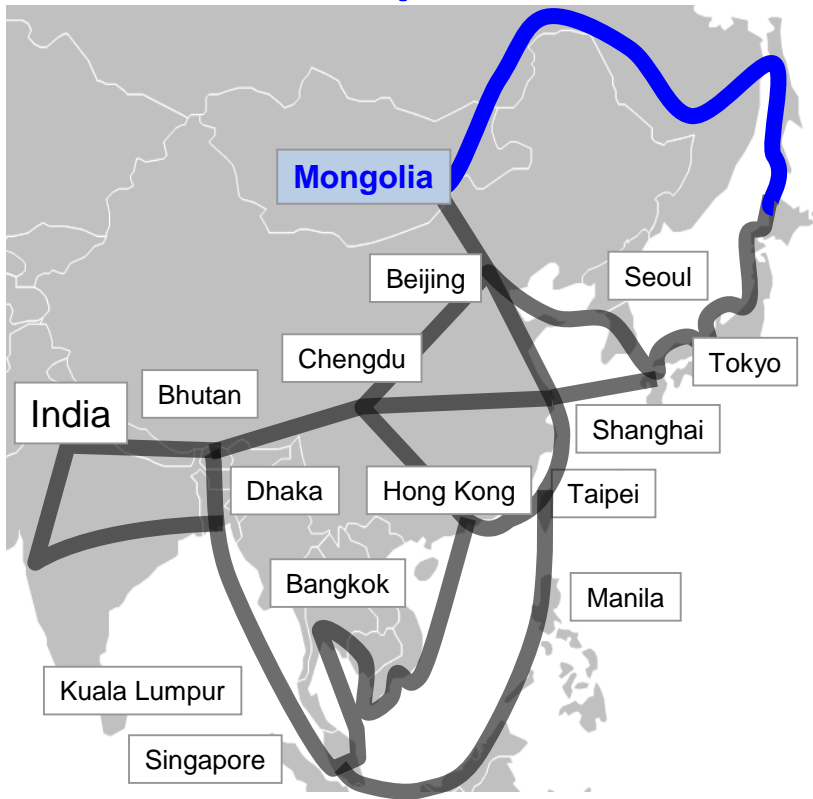 Mongolia
Beijing
Seoul
Chengdu
Tokyo
Bhutan
India
Shanghai
Dhaka
Hong Kong
Taipei
Bangkok
Manila
Kuala Lumpur
Singapore